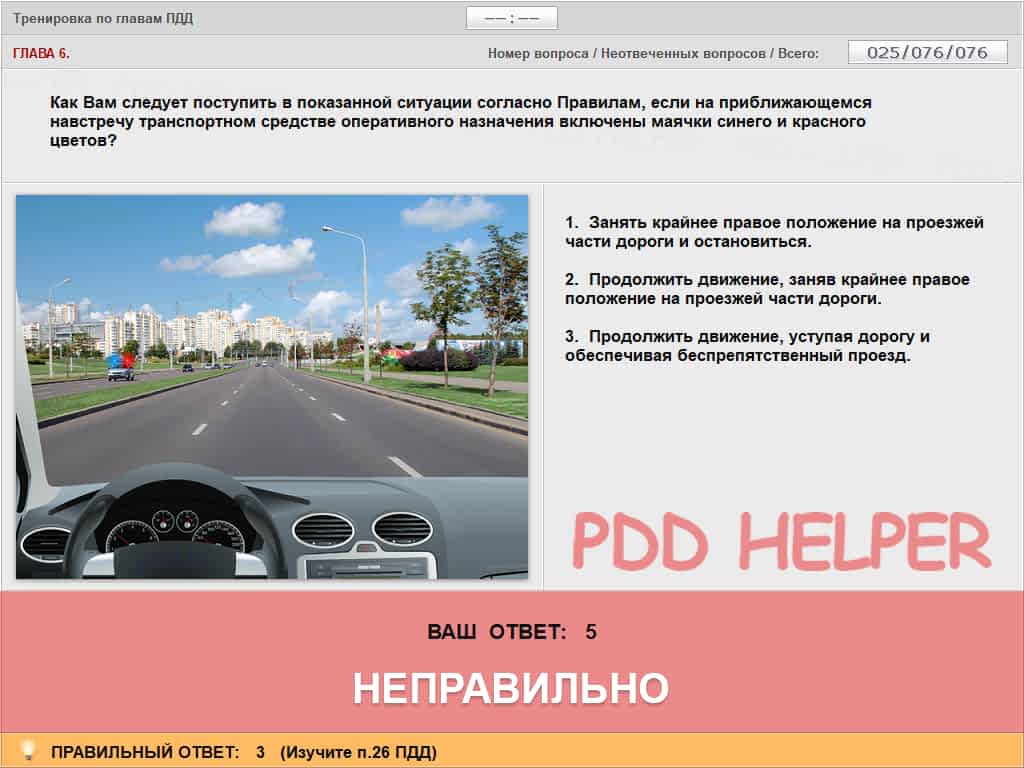 Тренировка по главам ПДД
—— : ——
ГЛАВА 6.
Номер вопроса / Неотвеченных вопросов / Всего:
025/076/076
Как Вам следует поступить в показанной ситуации согласно Правилам, если на приближающемся
навстречу транспортном средстве оперативного назначения включены маячки синего и красного
цветов?
1. Занять крайнее правое положение на проезжей
части дороги и остановиться.
2. Продолжить движение, заняв крайнее правое
положение на проезжей части дороги.
3. Продолжить движение, уступая дорогу и
обеспечивая беспрепятственный проезд.
PDD HELPER
ВАШ ОТВЕТ: 5
НЕПРАВИЛЬНО
ПРАВИЛЬНЫЙ ОТВЕТ: 3 (Изучите п.26 ПДД)